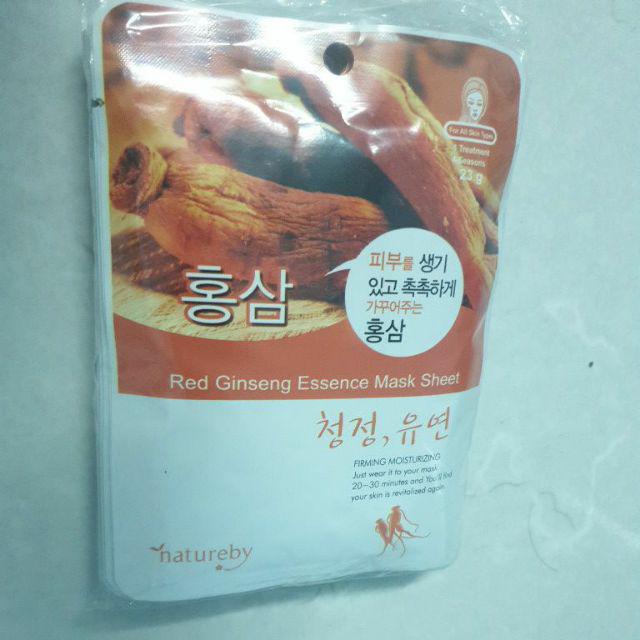 For All Skin Types
Treatment
Seasons
23 g
피부를 생기
있고 촉촉하게
가꾸어주는
홍삼
홍삼
Red Ginseng Essence Mask Sheet
청정, 유연
FIRMING MOISTURIZING
Just wear it to your mask
20~30 minutes and You'll find
your skin is revitalized again.
natureby